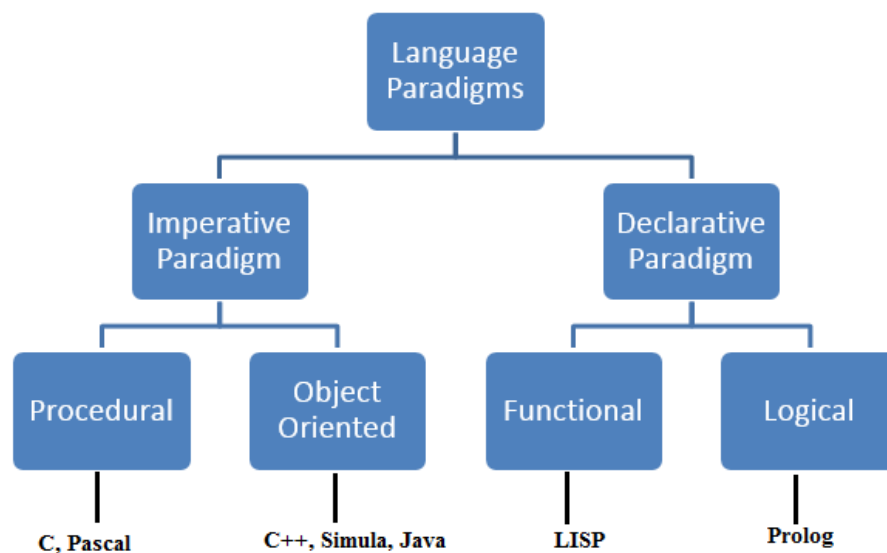 Language
Paradigms
Imperative
Paradigm
Declarative
Paradigm
Procedural
Object
Oriented
Functional
Logical
C, Pascal
C++, Simula, Java
LISP
Prolog